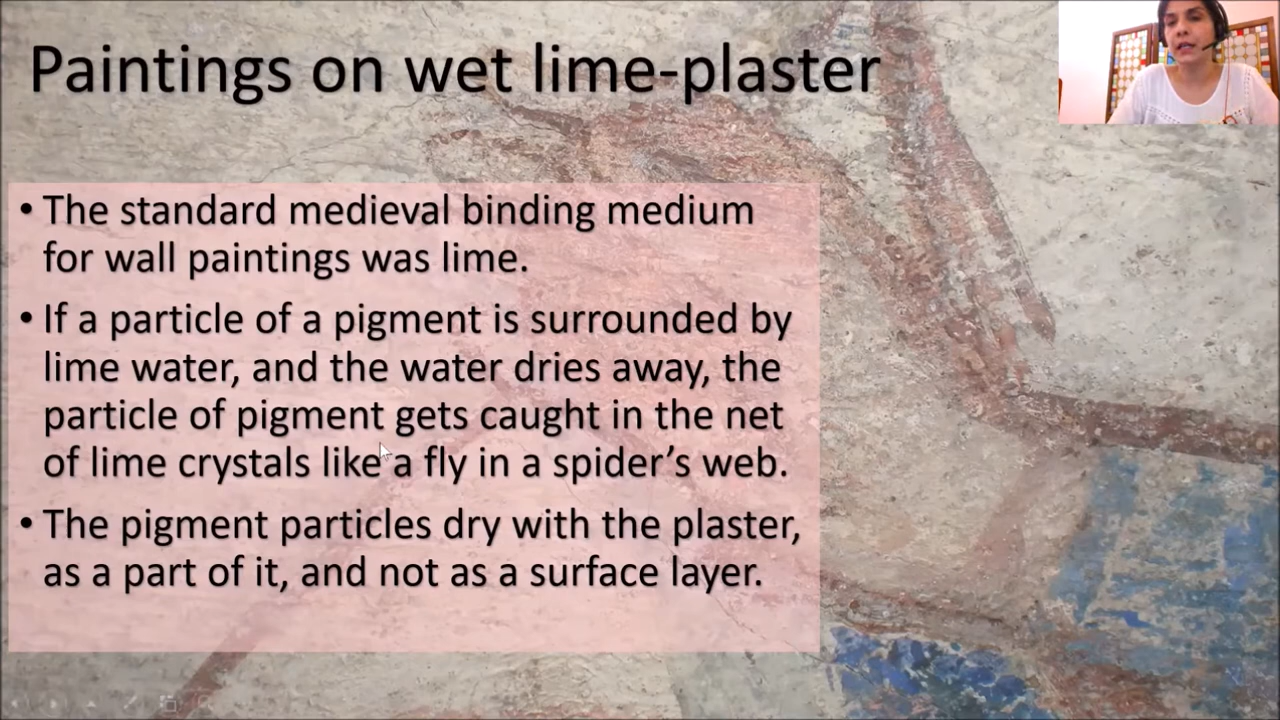 Paintings on wet lime-plaster
• The standard medieval binding medium
for wall paintings was lime.
• If a particle of a pigment is surrounded by
lime water, and the water dries away, the
particle of pigment gets caught in the net
of lime crystals like a fly in a spider’s web.
• The pigment particles dry with the plaster,
as a part of it, and not as a surface layer.